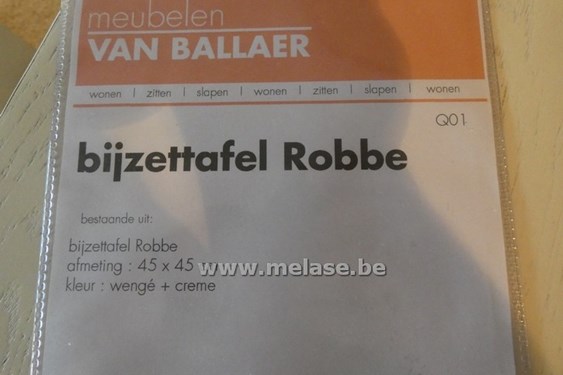 meubelen
VAN BALLAER
wonen | zitten | slapen | wonen | zitten | slapen | wonen
Q01
bijzettafel Robbe
bestaande uit:
bijzettafel Robbe
afmeting : 45 x 45
www.melase.be
kleur : wengé + creme